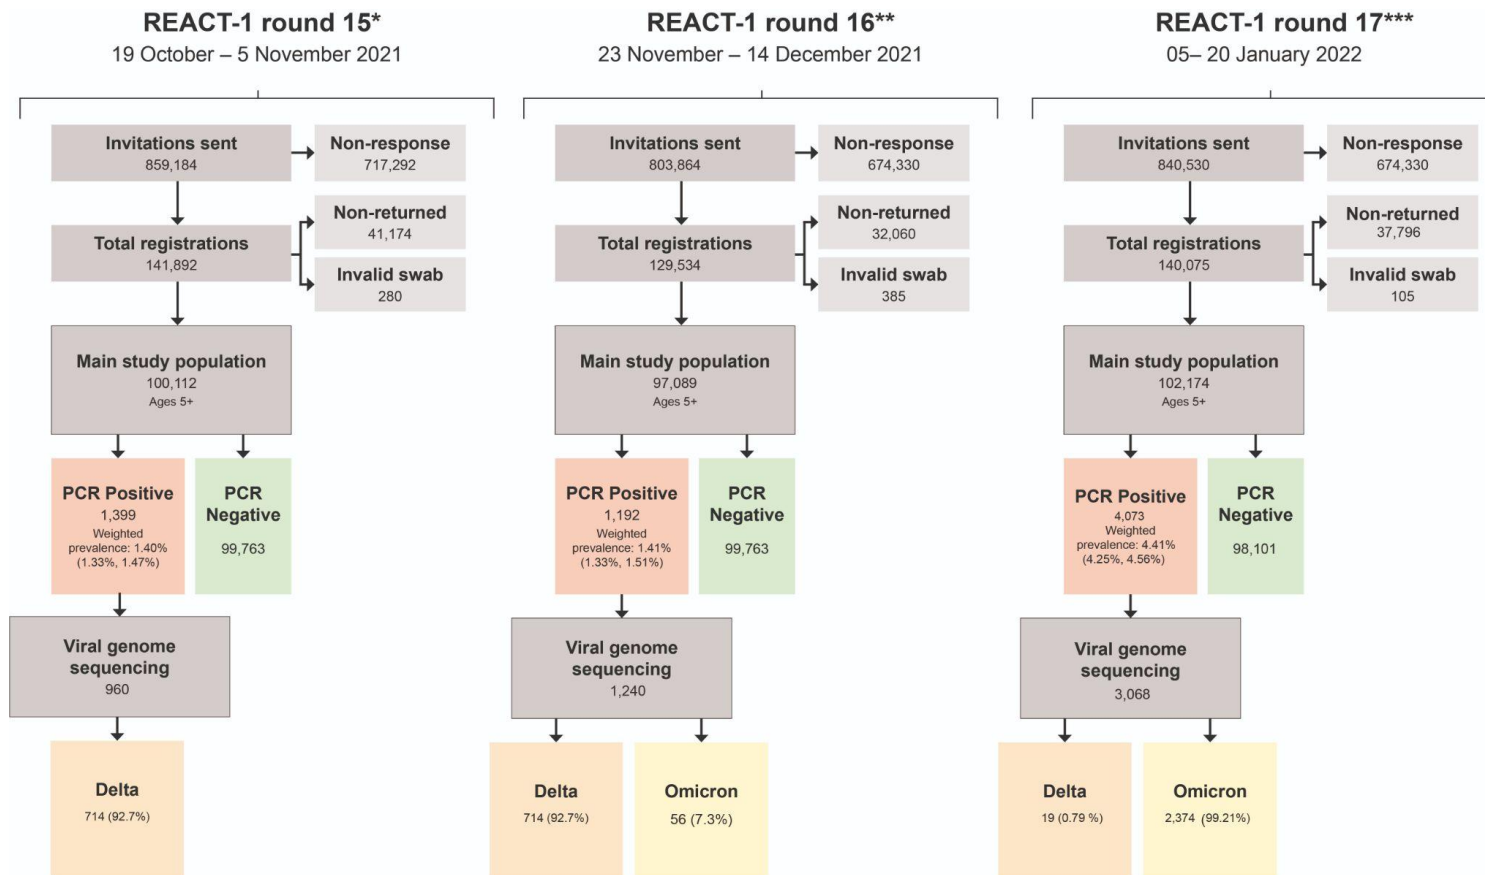 REACT-1 round 15*
19 October – 5 November 2021
Invitations sent
859,184
Non-response
717,292
Non-returned
41,174
Total registrations
141,892
Invalid swab
280
Main study population
100,112
Ages 5+
PCR Positive
1,399
Weighted
prevalence: 1.40%
(1.33%, 1.47%)
PCR
Negative
99,763
Viral genome
sequencing
960
Delta
714 (92.7%)
REACT-1 round 16**
23 November – 14 December 2021
Invitations sent
803,864
Non-response
674,330
Non-returned
32,060
Total registrations
129,534
Invalid swab
385
Main study population
97,089
Ages 5+
PCR Positive
1,192
Weighted
prevalence: 1.41%
(1.33%, 1.51%)
PCR
Negative
99,763
Viral genome
sequencing
1,240
Delta
714 (92.7%)
Omicron
56 (7.3%)
REACT-1 round 17***
05– 20 January 2022
Invitations sent
840,530
Non-response
674,330
Non-returned
37,796
Total registrations
140,075
Invalid swab
105
Main study population
102,174
Ages 5+
PCR Positive
4,073
Weighted
prevalence: 4.41%
(4.25%, 4.56%)
PCR
Negative
98,101
Viral genome
sequencing
3,068
Delta
19 (0.79 %)
Omicron
2,374 (99.21%)